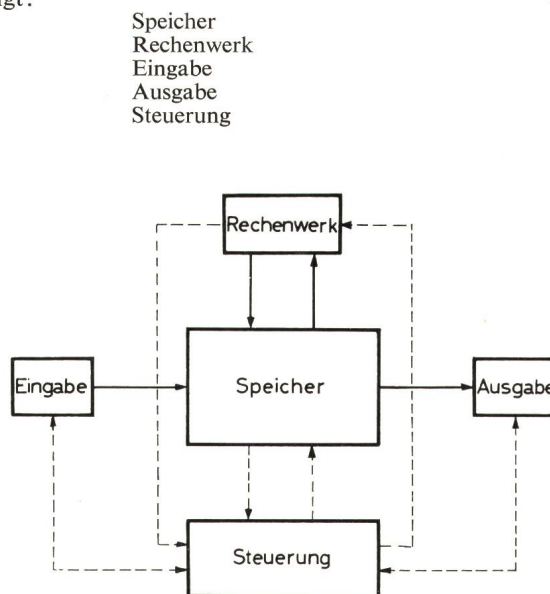 Speicher
Rechenwerk
Eingabe
Ausgabe
Steuerung
Rechenwerk
Eingabe
Speicher
Ausgabe
Steuerung